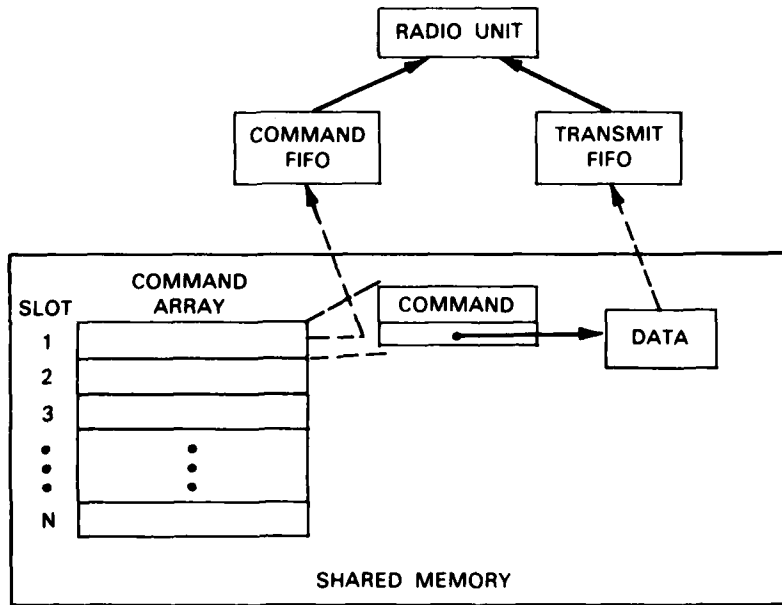 RADIO UNIT
COMMAND
FIFO
TRANSMIT
FIFO
COMMAND
ARRAY
SLOT
COMMAND
1
DATA
2
3
N
SHARED MEMORY